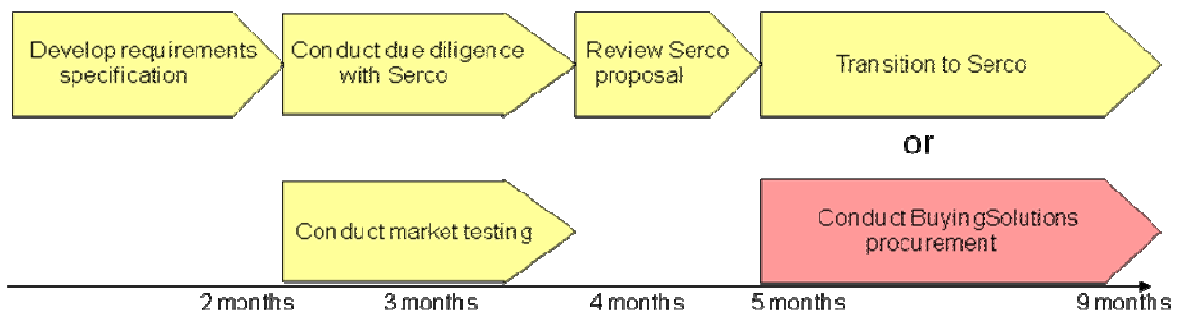 Develop requirements
specification
Conduct due diligence
with Serco
Review Serco
proposal
Transition to Serco
or
Conduct market testing
Conduct BuyingSolutions
procurement
2 months
3 months
4 months
5 months
9 months